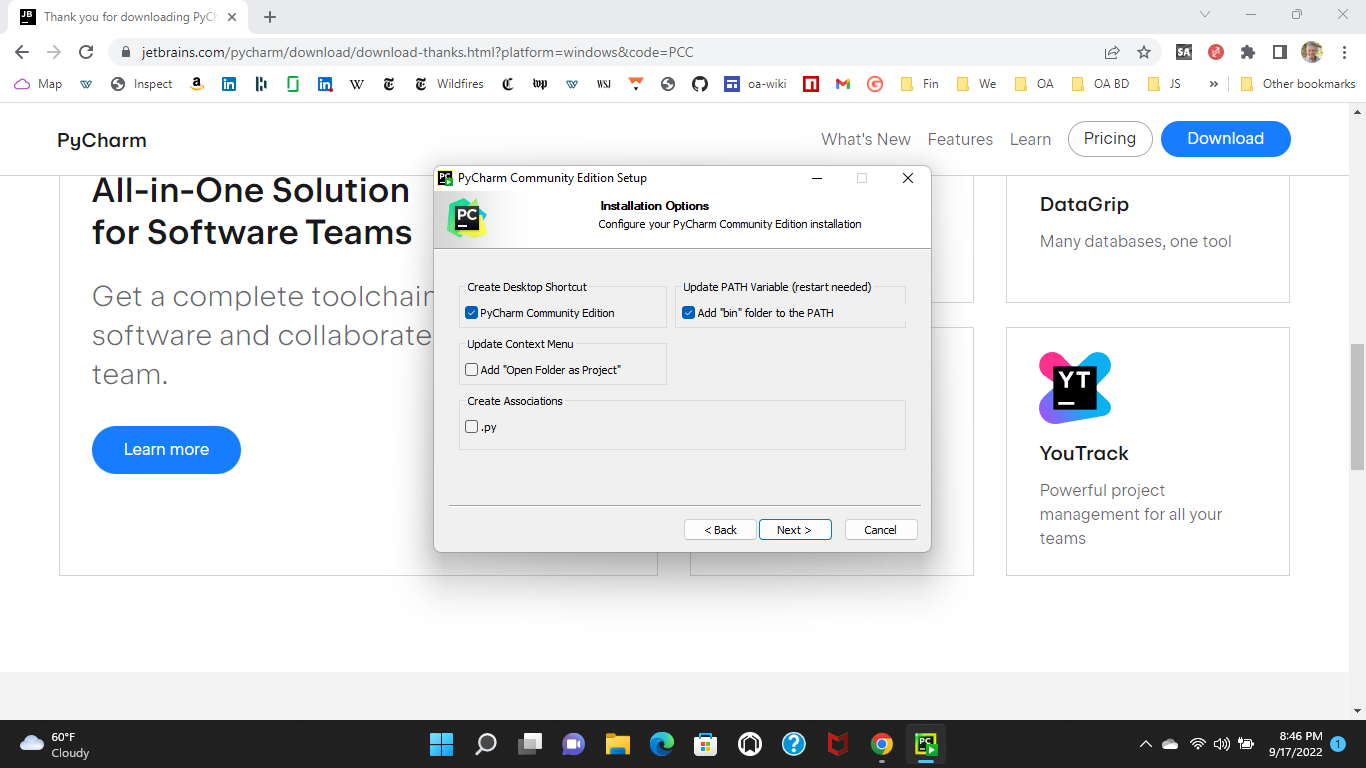 JB
Thank you for downloading PyCh
jetbrains.com/pycharm/download/download-thanks.html?platform=windows&code=PCC
SA
Map
Inspect
a
in
in
W
Wildfires
wp
WSJ
oa-wiki
G
Fin
We
OA
OA BD
JS
»
Other bookmarks
PyCharm
What's New
Features
Learn
Pricing
Download
All-in-One Solution
for Software Teams
Get a complete toolchain
software and collaborate
team.
Learn more
PC
PyCharm Community Edition Setup
PC
Installation Options
Configure your PyCharm Community Edition installation
Create Desktop Shortcut
PyCharm Community Edition
Update PATH Variable (restart needed)
Add "bin" folder to the PATH
Update Context Menu
Add "Open Folder as Project"
Create Associations
.py
< Back
Next >
Cancel
DataGrip
Many databases, one tool
YT
YouTrack
Powerful project
management for all your
teams
60°F
Cloudy
?
PC
8:46 PM
9/17/2022
1